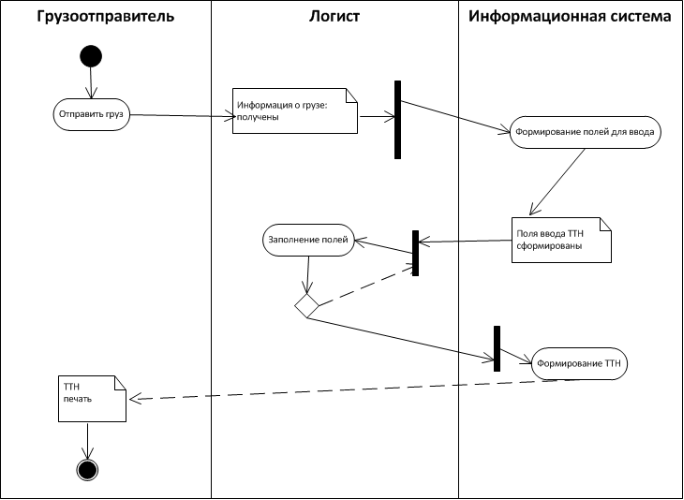 Грузоотправитель
Логист
Информационная система
Отправить груз
Информация о грузе:
получены
Формирование полей для ввода
Заполнение полей
Поля ввода ТТН
сформированы
Формирование ТТН
ТТН
печать